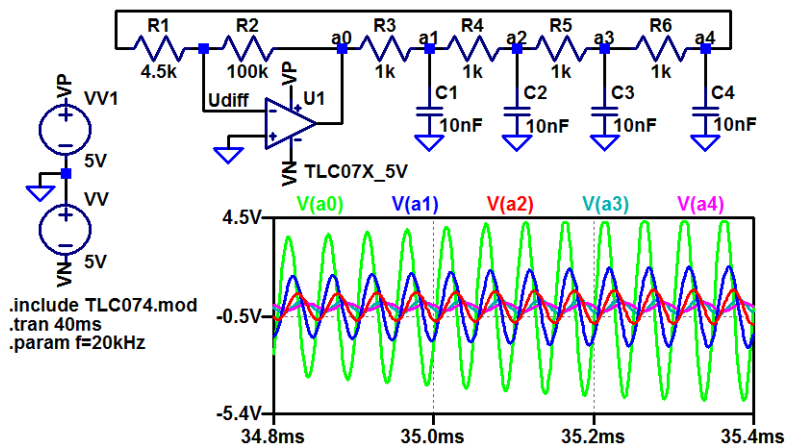 R1 R2 R3 R4 R5 R6
a0 a1 a2 a3 a4
4.5k 100k 1k 1k 1k 1k
VP VP
VV1 Udiff U1 C1 C2 C3 C4
10nF 10nF 10nF 10nF
5V VN TLC07X_5V
VV
V(a0) V(a1) V(a2) V(a3) V(a4)
4.5V
VN 5V
.include TLC074.mod
.tran 40ms
.param f=20kHz
-0.5V
-5.4V
34.8ms 35.0ms 35.2ms 35.4ms